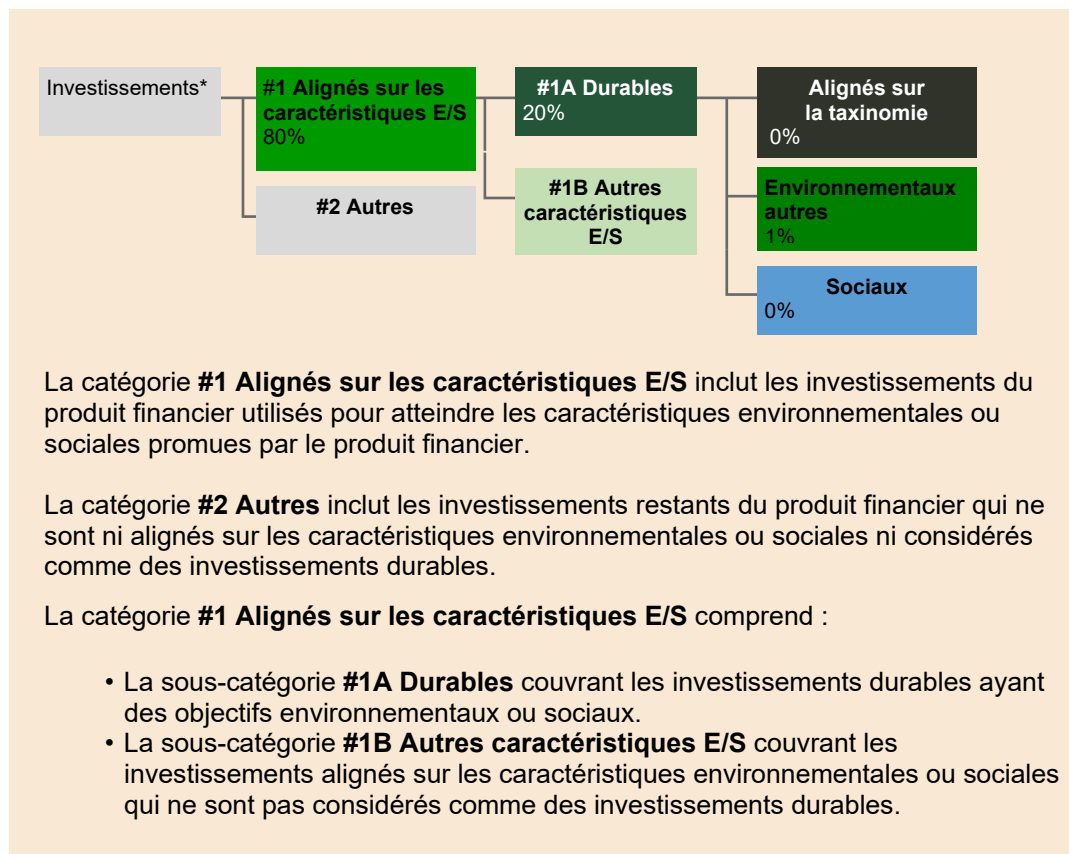 Investissements*
#1 Alignés sur les
caractéristiques E/S
80%
#2 Autres
#1A Durables
20%
#1B Autres
caractéristiques
E/S
Alignés sur
la taxinomie
0%
Environnementaux
autres
1%
Sociaux
0%
La catégorie #1 Alignés sur les caractéristiques E/S inclut les investissements du
produit financier utilisés pour atteindre les caractéristiques environnementales ou
sociales promues par le produit financier.
La catégorie #2 Autres inclut les investissements restants du produit financier qui ne
sont ni alignés sur les caractéristiques environnementales ou sociales ni considérés
comme des investissements durables.
La catégorie #1 Alignés sur les caractéristiques E/S comprend :
• La sous-catégorie #1A Durables couvrant les investissements durables ayant
des objectifs environnementaux ou sociaux.
• La sous-catégorie #1B Autres caractéristiques E/S couvrant les
investissements alignés sur les caractéristiques environnementales ou sociales
qui ne sont pas considérés comme des investissements durables.